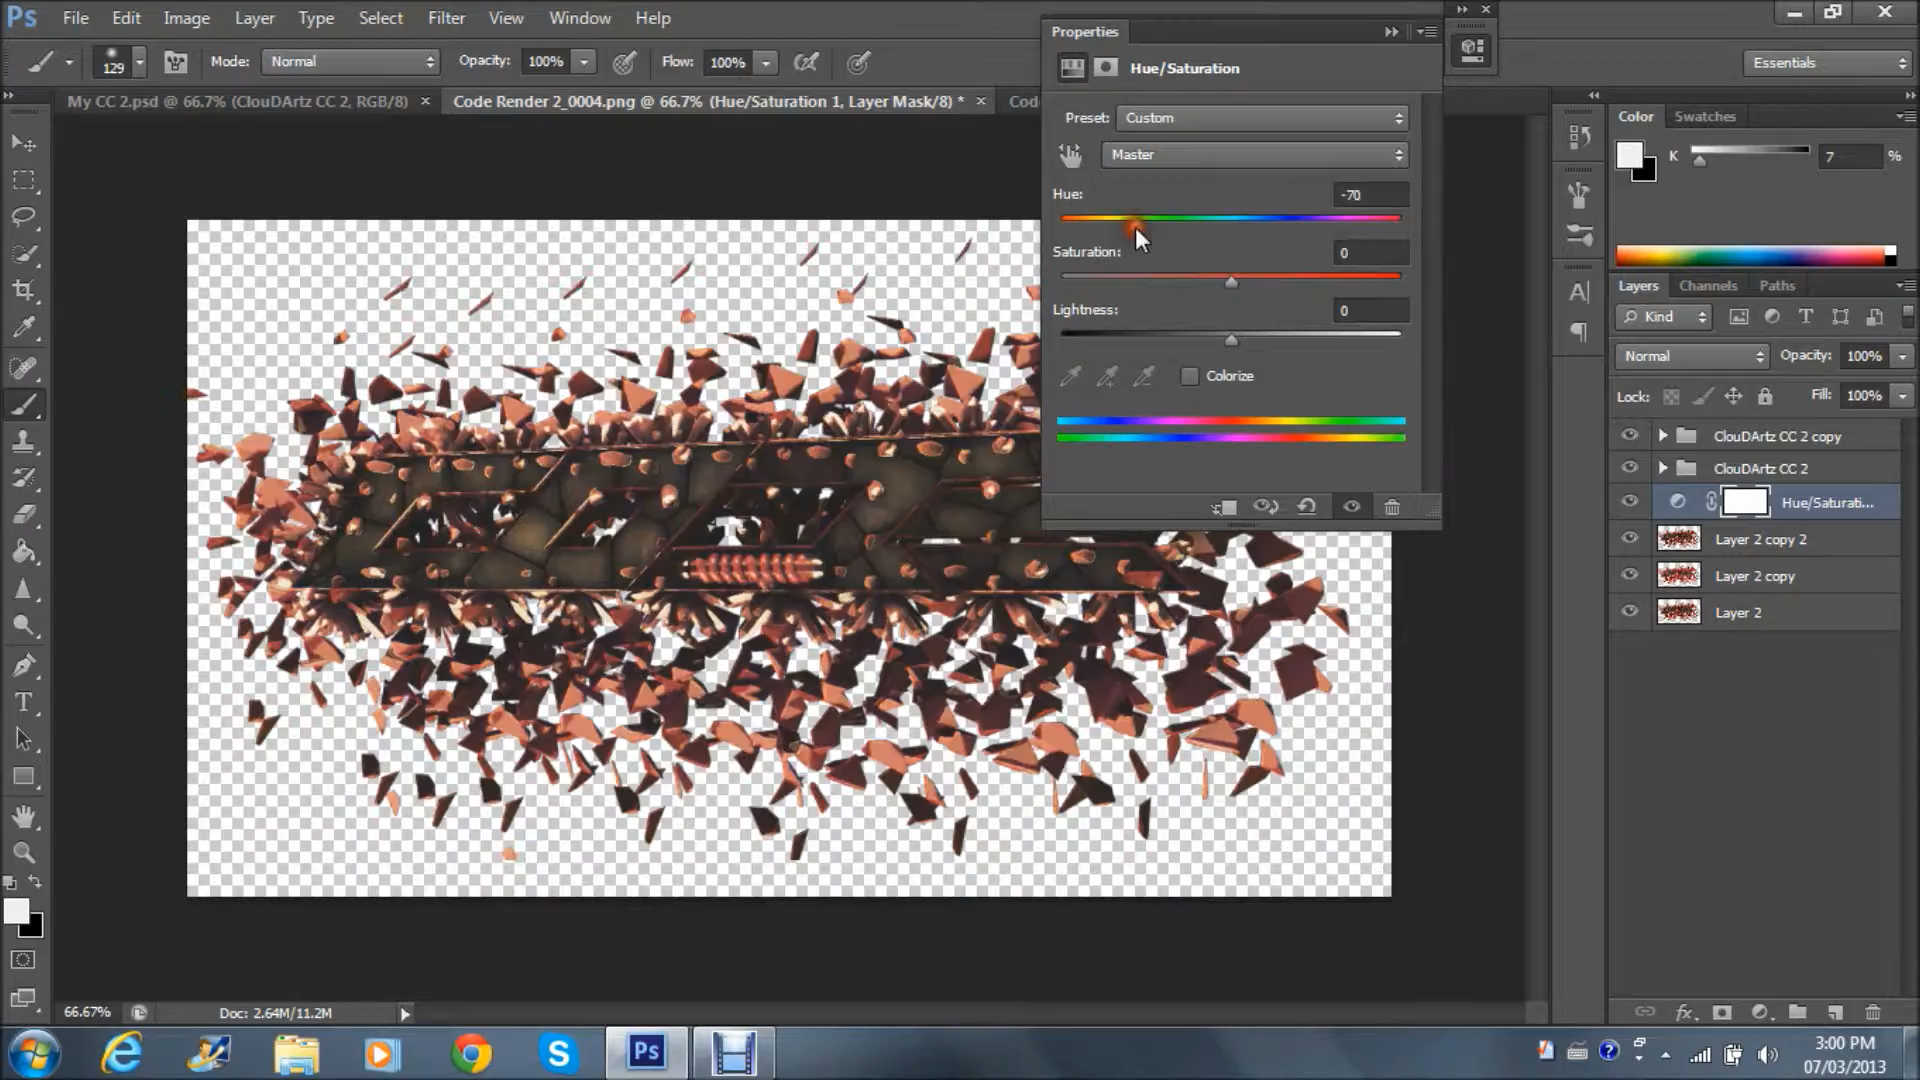 Ps File Edit Image Layer Type Select Filter View Window Help
129 Mode: Normal Opacity: 100% Flow: 100% Essentials
My CC 2.psd @ 66.7% (ClouDArtz CC 2, RGB/8) × Code Render 2_0004.png @ 66.7% (Hue/Saturation 1, Layer Mask/8) * × Cod
Properties
Hue/Saturation
Preset: Custom
Master
Hue: -70
Saturation: 0
Lightness: 0
Colorize
Color Swatches
K 7 %
Layers Channels Paths
Kind
Normal Opacity: 100%
Lock: Fill: 100%
ClouDArtz CC 2 copy
ClouDArtz CC 2
Hue/Saturati...
Layer 2 copy 2
Layer 2 copy
Layer 2
66.67% Doc: 2.64M/11.2M
Ps
3:00 PM
07/03/2013